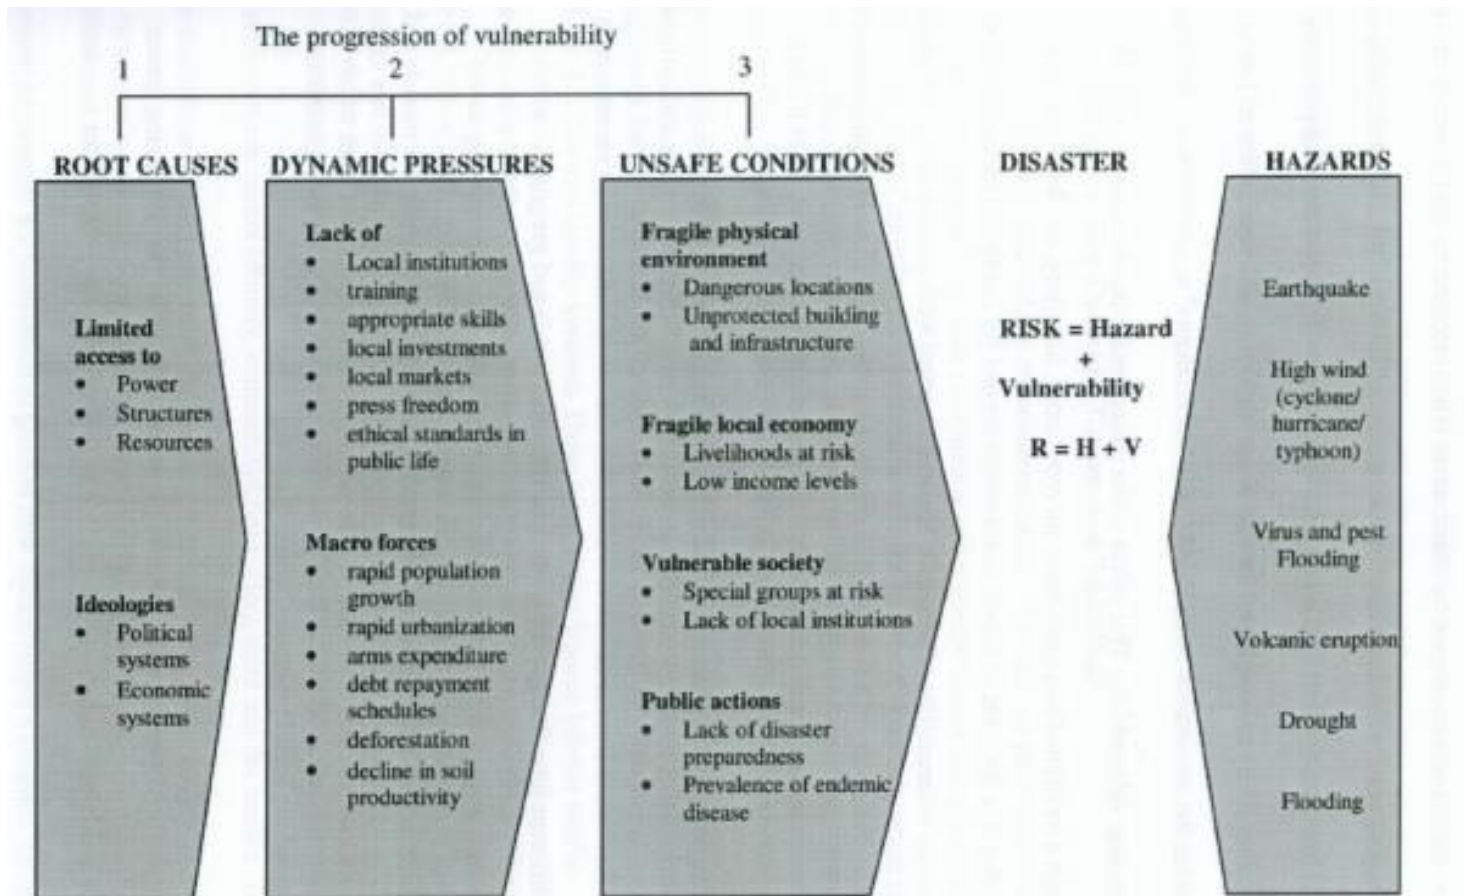 The progression of vulnerability
1
2
3
ROOT CAUSES
Limited
access to
• Power
• Structures
• Resources
Ideologies
• Political
systems
• Economic
systems
DYNAMIC PRESSURES
Lack of
• Local institutions
• training
• appropriate skills
• local investments
• local markets
• press freedom
• ethical standards in
public life
Macro forces
• rapid population
growth
• rapid urbanization
• arms expenditure
• debt repayment
schedules
• deforestation
• decline in soil
productivity
UNSAFE CONDITIONS
Fragile physical
environment
• Dangerous locations
• Unprotected building
and infrastructure
Fragile local economy
• Livelihoods at risk
• Low income levels
Vulnerable society
• Special groups at risk
• Lack of local institutions
Public actions
• Lack of disaster
preparedness
• Prevalence of endemic
disease
DISASTER
RISK = Hazard
+
Vulnerability
R = H + V
HAZARDS
Earthquake
High wind
(cyclone/
hurricane/
typhoon)
Virus and pest
Flooding
Volcanic eruption
Drought
Flooding